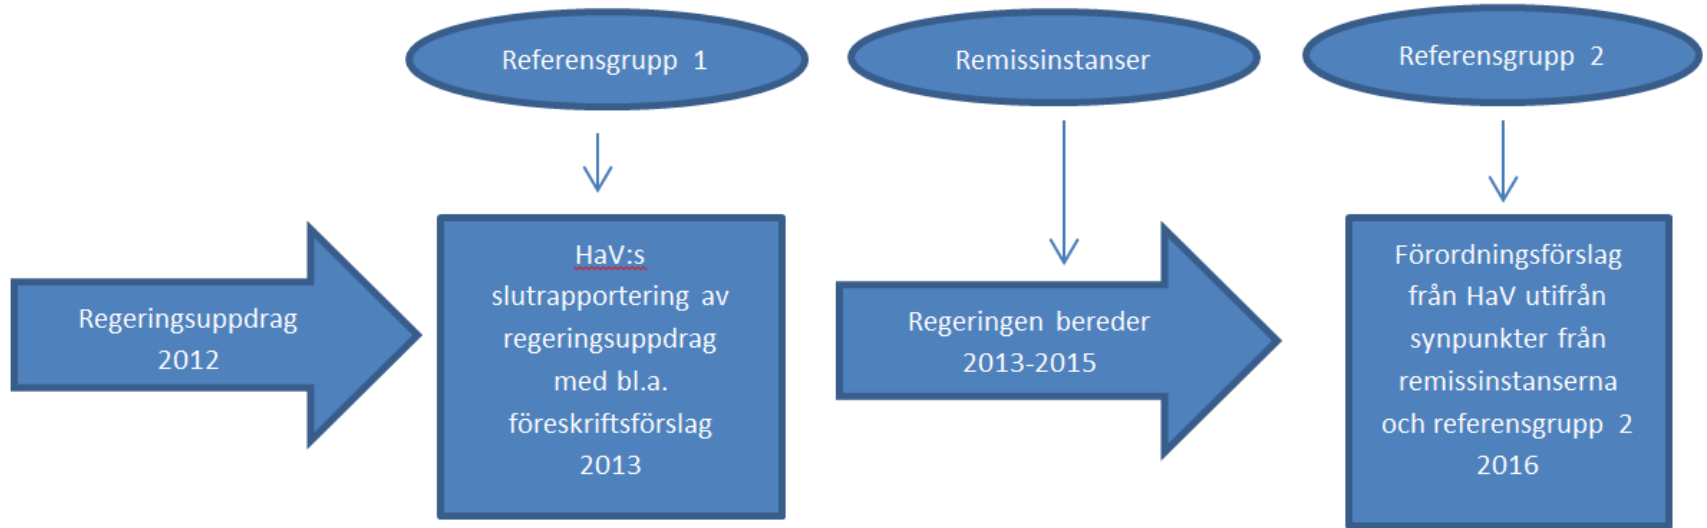 Referensgrupp 1
Remissinstanser
Referensgrupp 2
Regeringsuppdrag
2012
HaV:s
slutrapportering av
regeringsuppdrag
med bl.a.
föreskriftsförslag
2013
Regeringen bereder
2013-2015
Förordningsförslag
från HaV utifrån
synpunkter från
remissinstanserna
och referensgrupp 2
2016